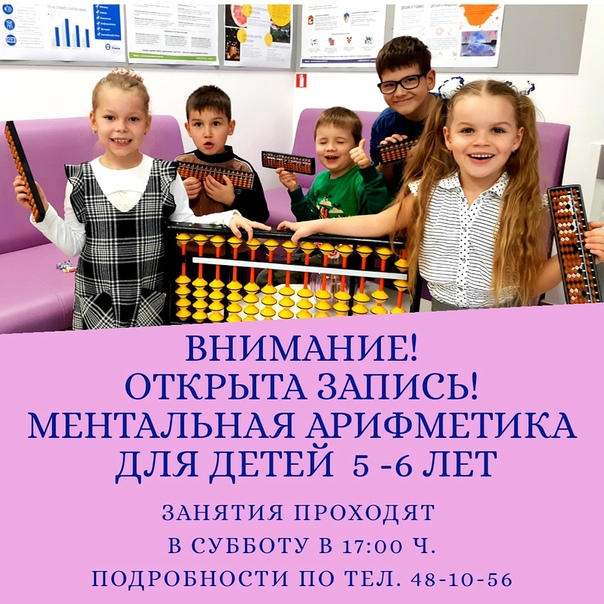 ВНИМАНИЕ!
ОТКРЫТА ЗАПИСЬ!
МЕНТАЛЬНАЯ АРИФМЕТИКА
ДЛЯ ДЕТЕЙ 5 -6 ЛЕТ
ЗАНЯТИЯ ПРОХОДЯТ
В СУББОТУ В 17:00 Ч.
ПОДРОБНОСТИ ПО ТЕЛ. 48-10-56